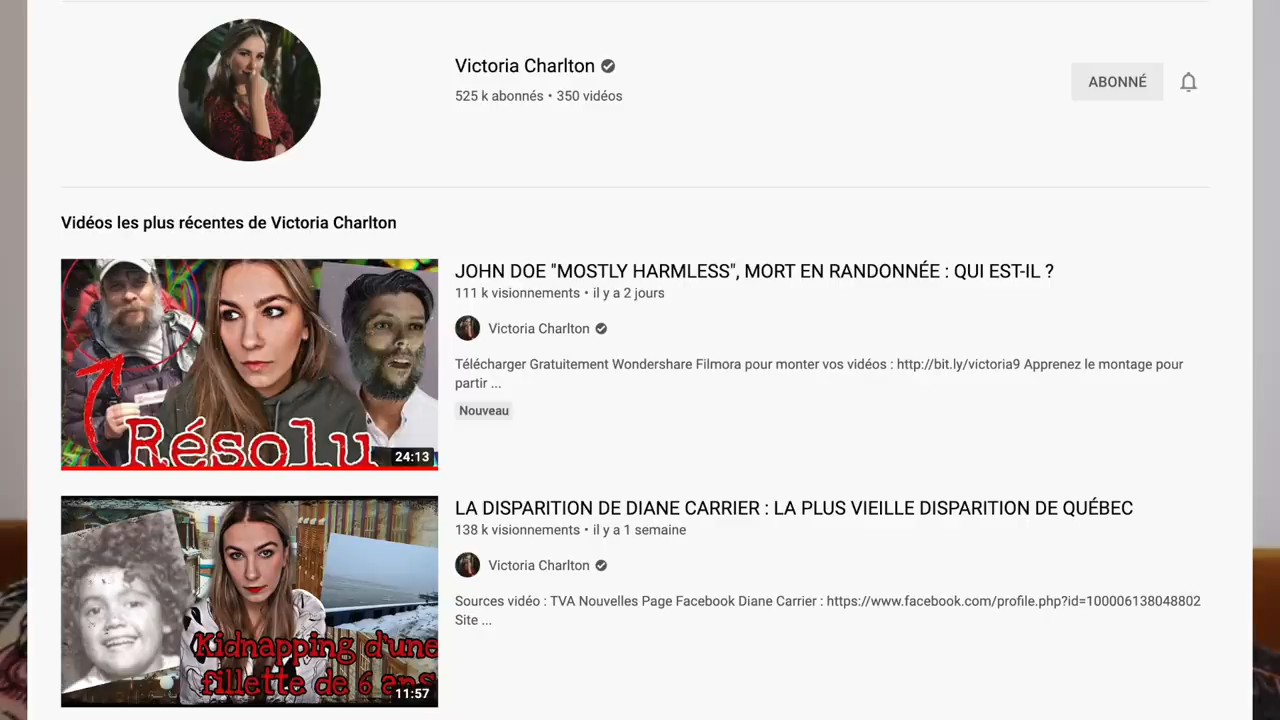 Victoria Charlton
525 k abonnés • 350 vidéos
ABONNÉ
Vidéos les plus récentes de Victoria Charlton
JOHN DOE "MOSTLY HARMLESS", MORT EN RANDONNÉE : QUI EST-IL ?
111 k visionnements • il y a 2 jours
Victoria Charlton
Télécharger Gratuitement Wondershare Filmora pour monter vos vidéos : http://bit.ly/victoria9 Apprenez le montage pour
partir ...
Nouveau
Résolu
24:13
LA DISPARITION DE DIANE CARRIER : LA PLUS VIEILLE DISPARITION DE QUÉBEC
138 k visionnements • il y a 1 semaine
Victoria Charlton
Sources vidéo : TVA Nouvelles Page Facebook Diane Carrier : https://www.facebook.com/profile.php?id=100006138048802
Site ...
Kidnapping d'une
fillette de 6 ans
11:57